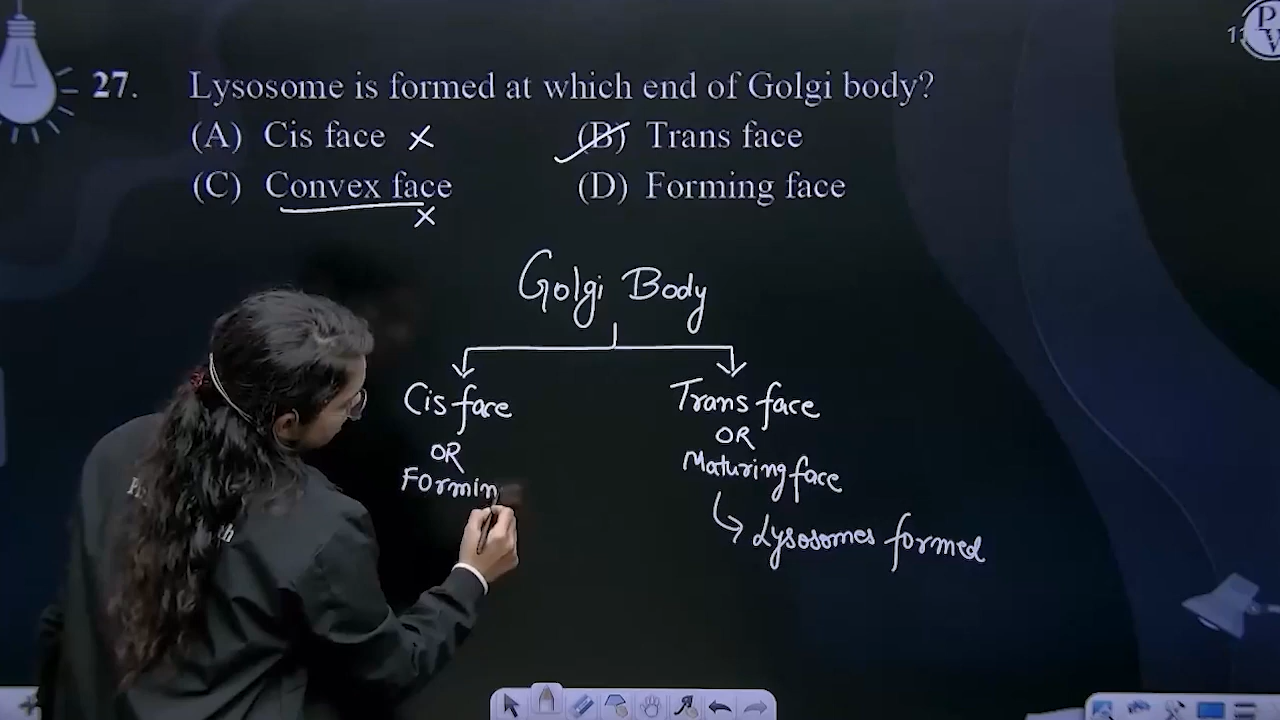 27. Lysosome is formed at which end of Golgi body?
(A) Cis face ✗ (B) Trans face
(C) Convex face ✗ (D) Forming face
Golgi Body
Cis face Trans face
OR OR
Formin Maturing face
Lysosomes formed